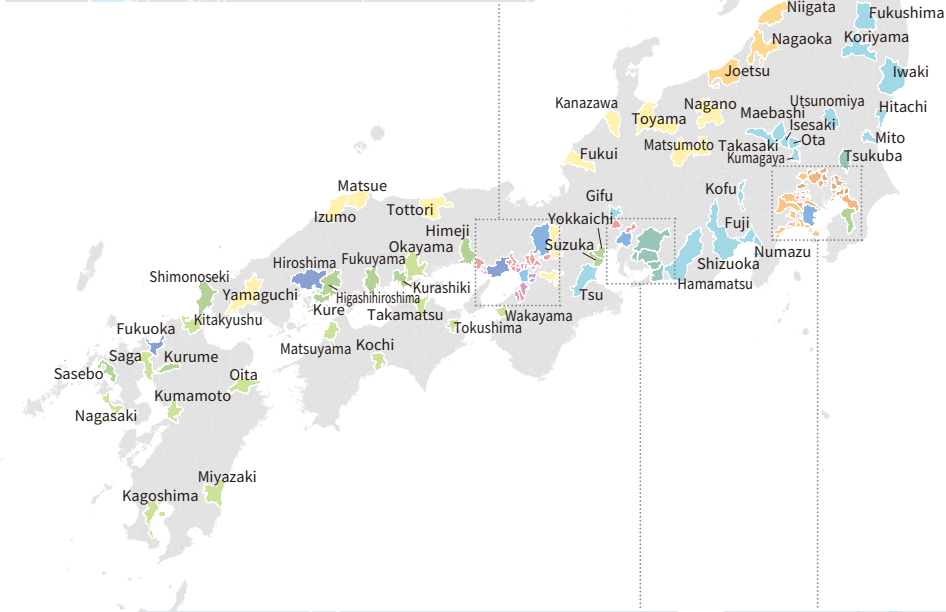 Niigata
Fukushima
Nagaoka
Koriyama
Joetsu
Iwaki
Kanazawa
Toyama
Nagano
Maebashi
Utsunomiya
Hitachi
Isesaki
Matsumoto
Takasaki
Ota
Mito
Fukui
Kumagaya
Tsukuba
Matsue
Gifu
Kofu
Izumo
Tottori
Yokkaichi
Fuji
Himeji
Okayama
Suzuka
Numazu
Hiroshima
Fukuyama
Shizuoka
Shimonoseki
Kurashiki
Tsu
Hamamatsu
Yamaguchi
Higashihiroshima
Kure
Takamatsu
Wakayama
Kitakyushu
Tokushima
Fukuoka
Matsuyama
Kochi
Saga
Kurume
Sasebo
Oita
Kumamoto
Nagasaki
Miyazaki
Kagoshima